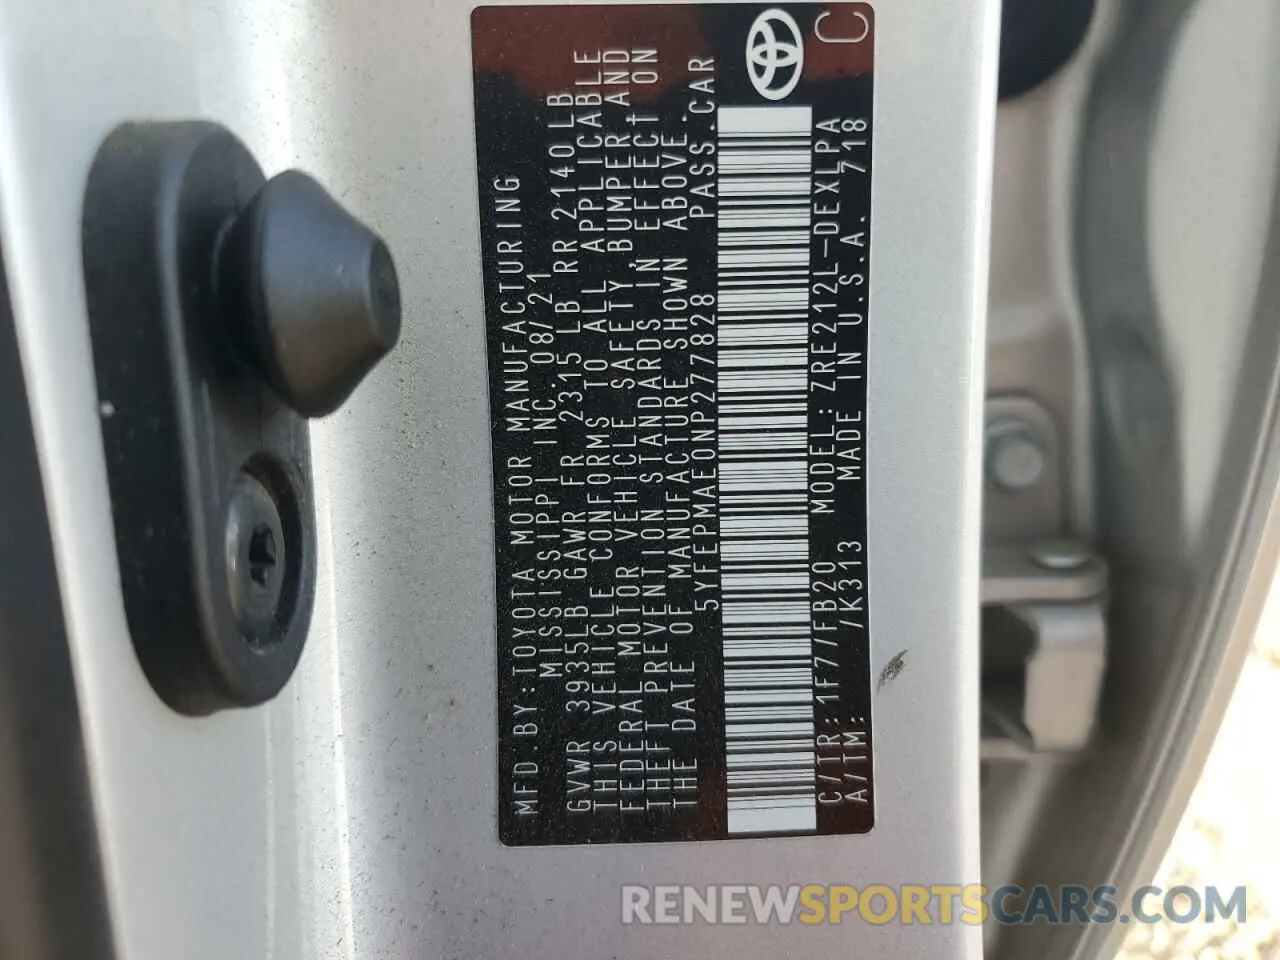 MFD.BY:TOYOTA MOTOR MANUFACTURING
MISSISSIPPI INC.08/21
GVWR 3935LB GAWR FR 2315 LB RR 2140LB
THIS VEHICLE CONFORMS TO ALL APPLICABLE
FEDERAL MOTOR VEHICLE SAFETY,BUMPER AND
THEFT PREVENTION STANDARDS IN EFFECT ON
THE DATE OF MANUFACTURE SHOWN ABOVE.
5YFEPMAE0NP277828 PASS.CAR
C/TR: 1F7/FB20 MODEL: ZRE212L-DEXLPA
A/TM: /K313 MADE IN U.S.A. 718
C
RENEWSPORTSCARS.COM